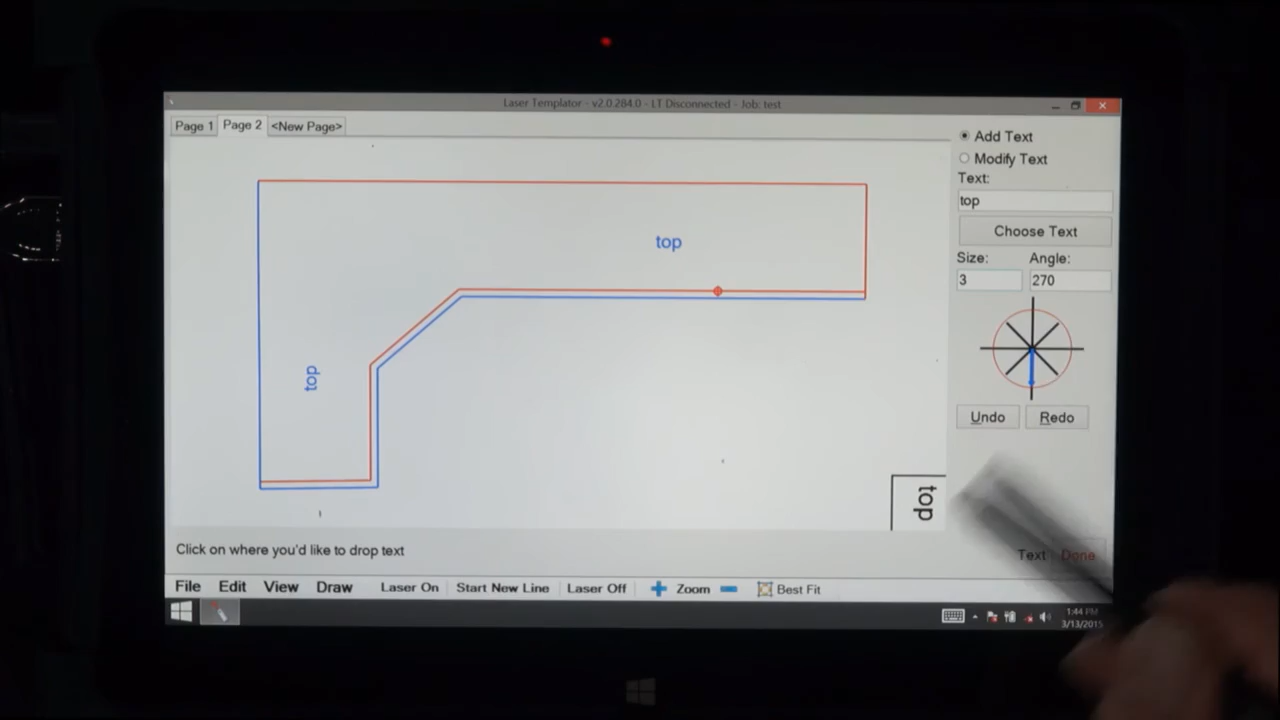 Laser Templator - v2.0.284.0 - LT Disconnected - Job: test
Page 1
Page 2
<New Page>
Add Text
Modify Text
Text:
top
Choose Text
Size:
Angle:
3
270
Undo
Redo
top
top
top
Click on where you'd like to drop text
Text
Done
File
Edit
View
Draw
Laser On
Start New Line
Laser Off
Zoom
Best Fit
1:44 PM
3/13/2015